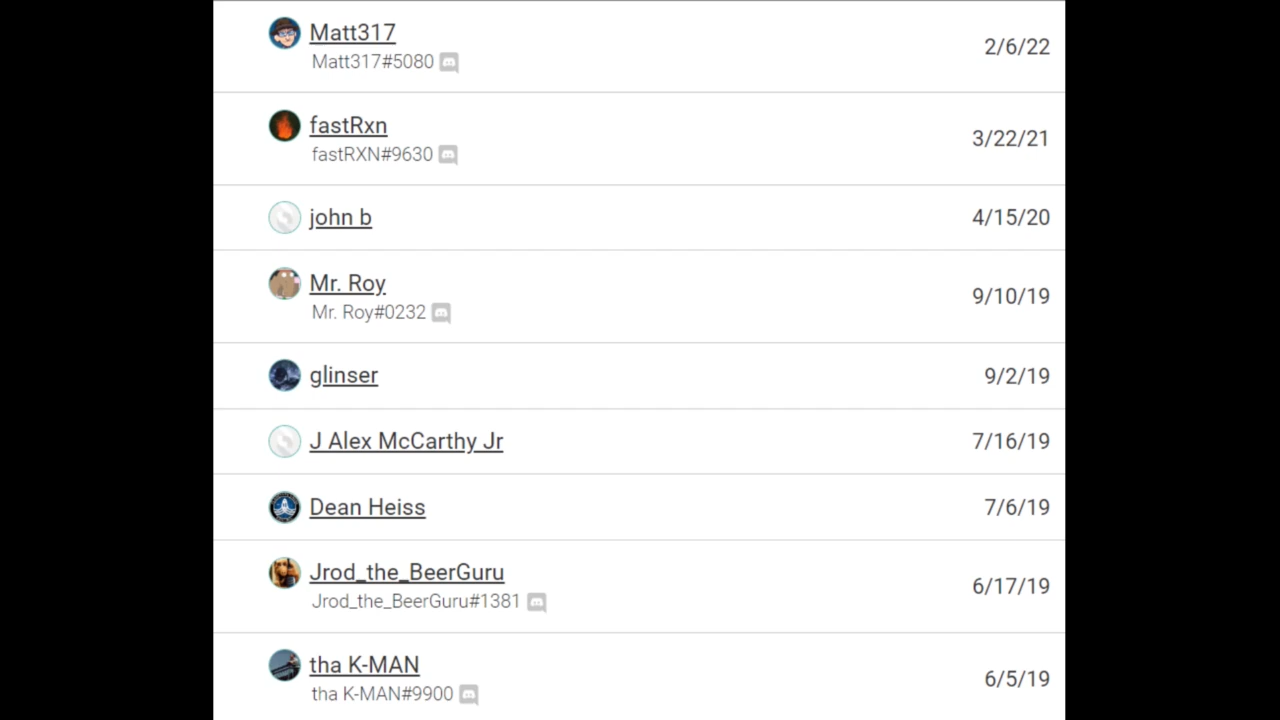 Matt317
2/6/22
Matt317#5080
fastRxn
3/22/21
fastRXN#9630
john b
4/15/20
Mr. Roy
9/10/19
Mr. Roy#0232
glinser
9/2/19
J Alex McCarthy Jr
7/16/19
Dean Heiss
7/6/19
Jrod_the_BeerGuru
6/17/19
Jrod_the_BeerGuru#1381
tha K-MAN
6/5/19
tha K-MAN#9900